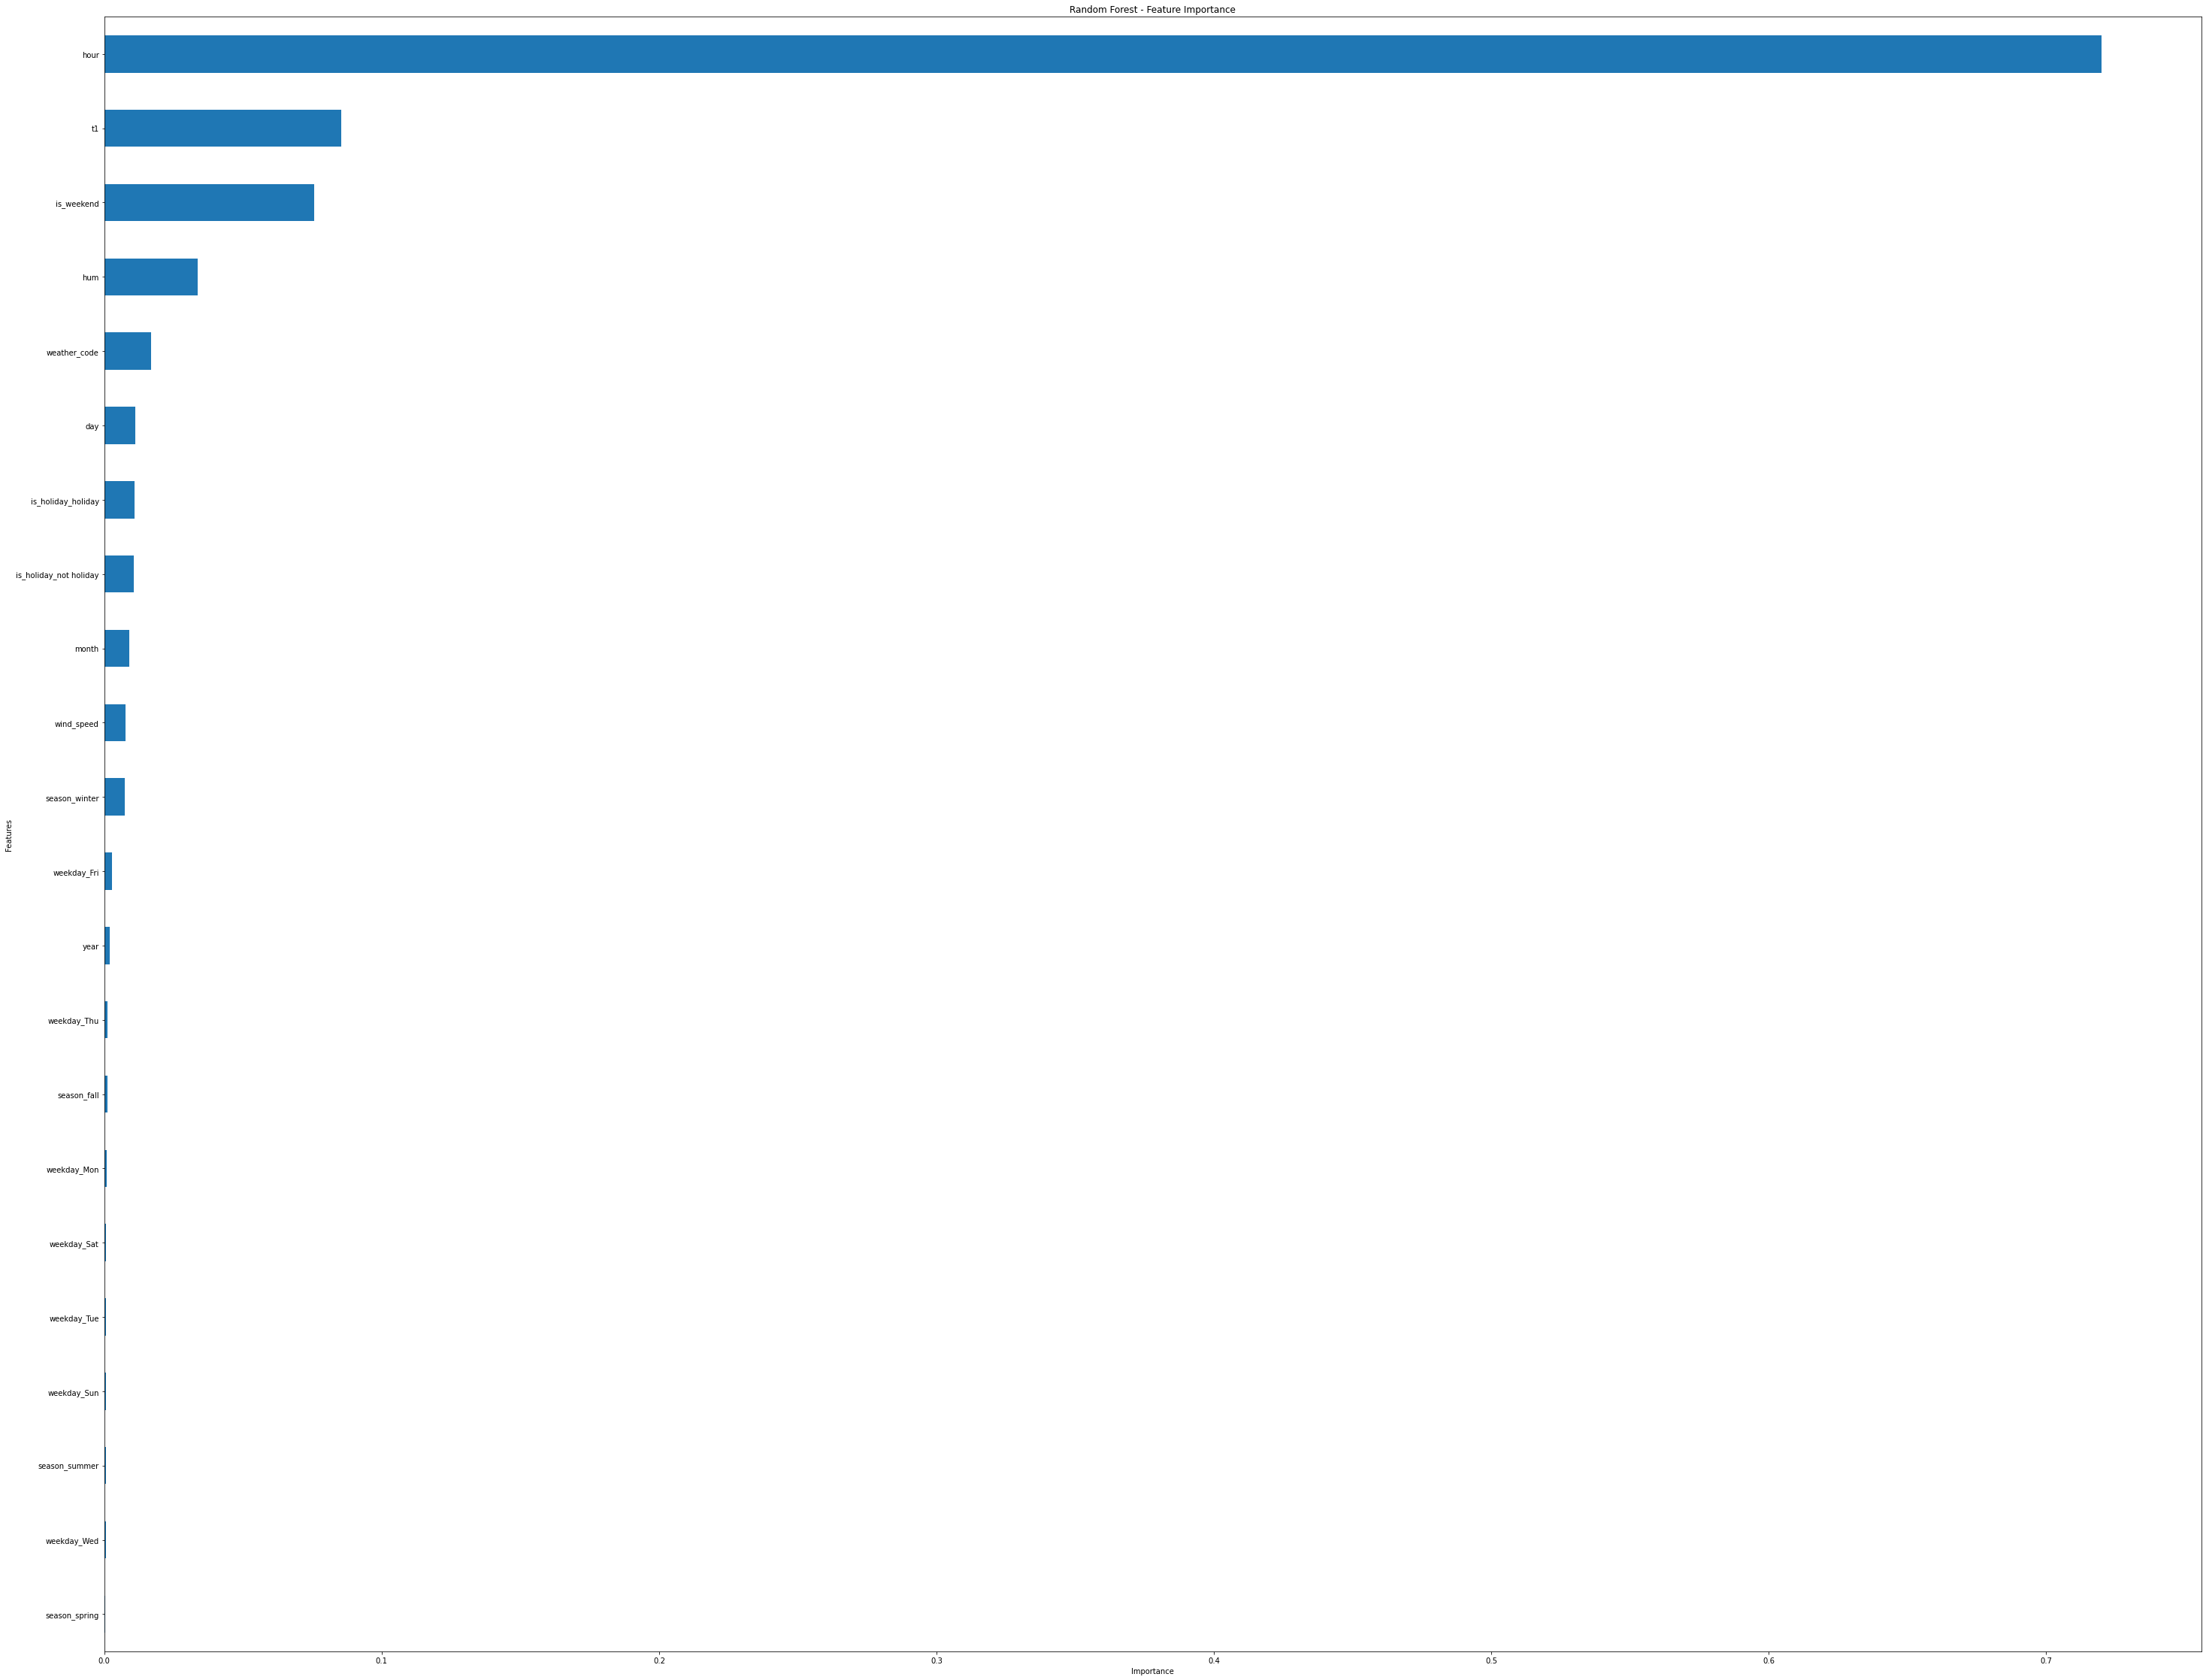 Random Forest - Feature Importance
hour
t1
is_weekend
hum
weather_code
day
is_holiday_holiday
is_holiday_not holiday
month
wind_speed
season_winter
Features
weekday_Fri
year
weekday_Thu
season_fall
weekday_Mon
weekday_Sat
weekday_Tue
weekday_Sun
season_summer
weekday_Wed
season_spring
0.0 0.1 0.2 0.3 0.4 0.5 0.6 0.7
Importance